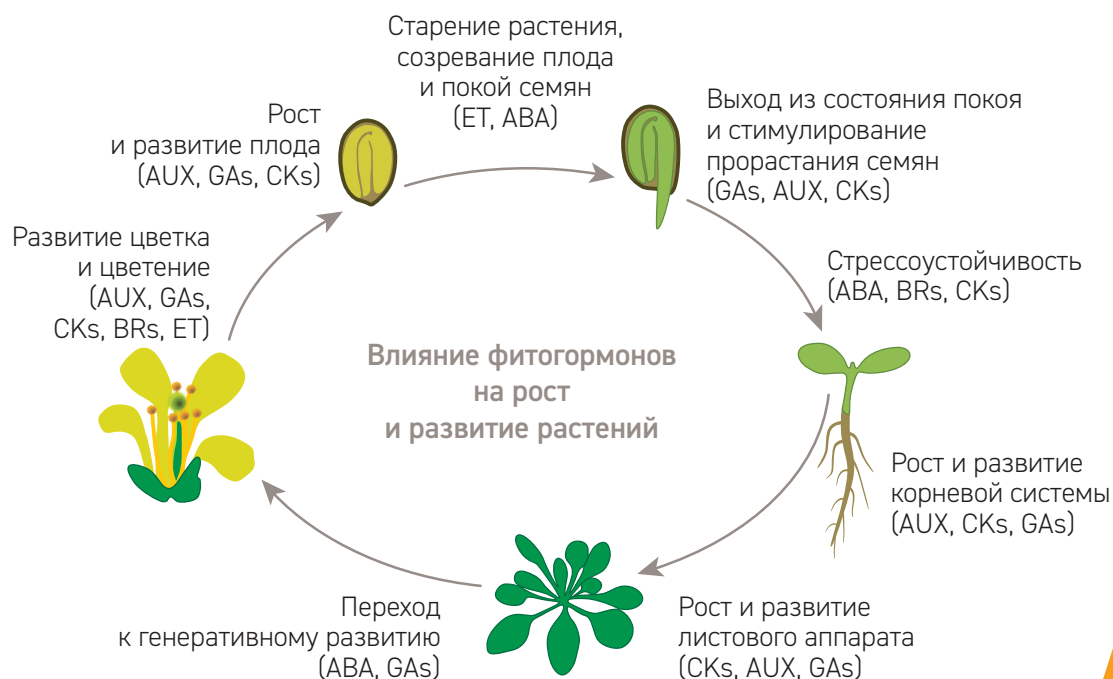 Влияние фитогормонов
на рост
и развитие растений
Старение растения,
созревание плода
и покой семян
(ET, ABA)
Выход из состояния покоя
и стимулирование
прорастания семян
(GAs, AUX, CKs)
Стрессоустойчивость
(ABA, BRs, CKs)
Рост и развитие
корневой системы
(AUX, CKs, GAs)
Рост и развитие
листового аппарата
(CKs, AUX, GAs)
Переход
к генеративному развитию
(ABA, GAs)
Развитие цветка
и цветение
(AUX, GAs,
CKs, BRs, ET)
Рост
и развитие плода
(AUX, GAs, CKs)